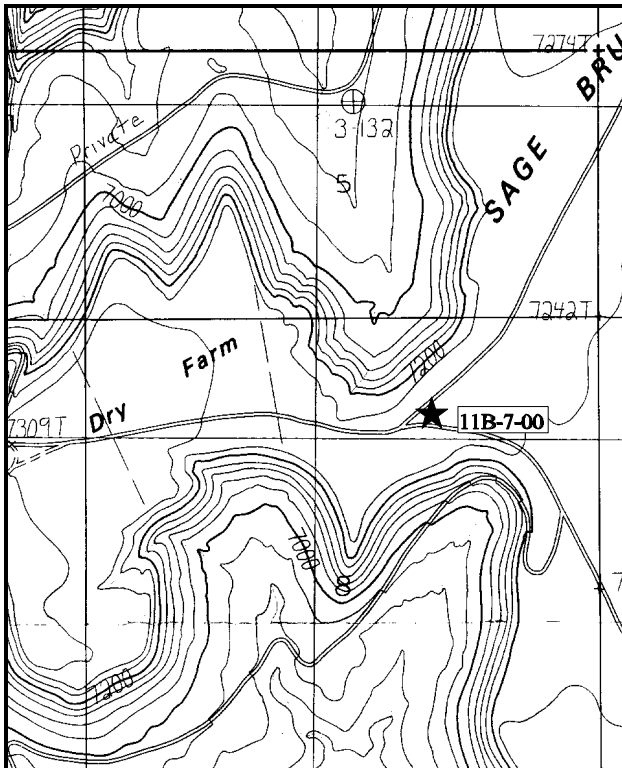 7274T
SAGE BRU
Private
3-132
5
7000
7242T
7200
Dry Farm
7309T
11B-7-00
7000
8
7
7200